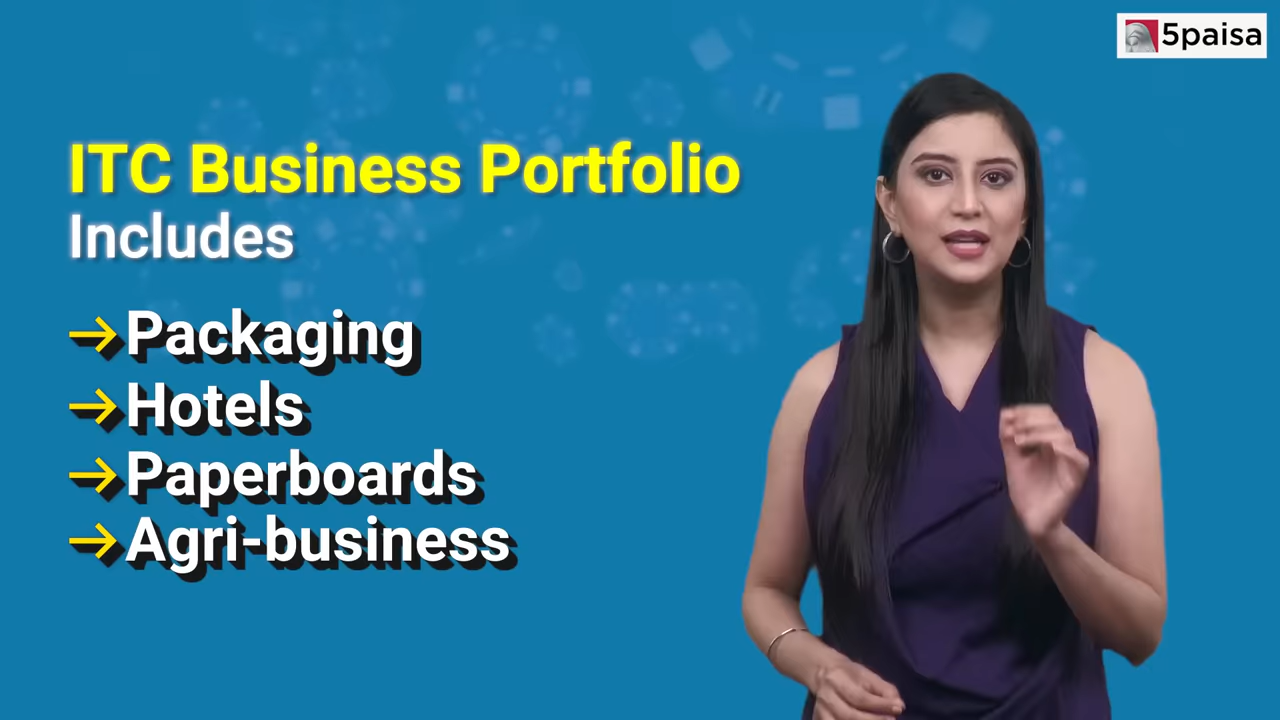 5paisa
ITC Business Portfolio
Includes
→Packaging
→Hotels
→Paperboards
→Agri-business